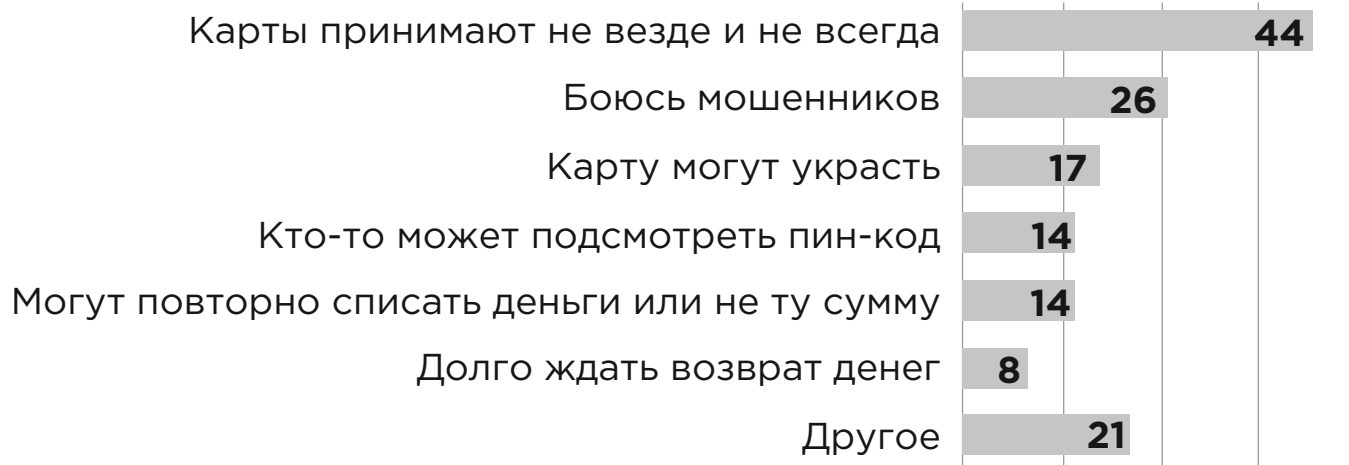 Карты принимают не везде и не всегда 44
Боюсь мошенников 26
Карту могут украсть 17
Кто-то может подсмотреть пин-код 14
Могут повторно списать деньги или не ту сумму 14
Долго ждать возврат денег 8
Другое 21